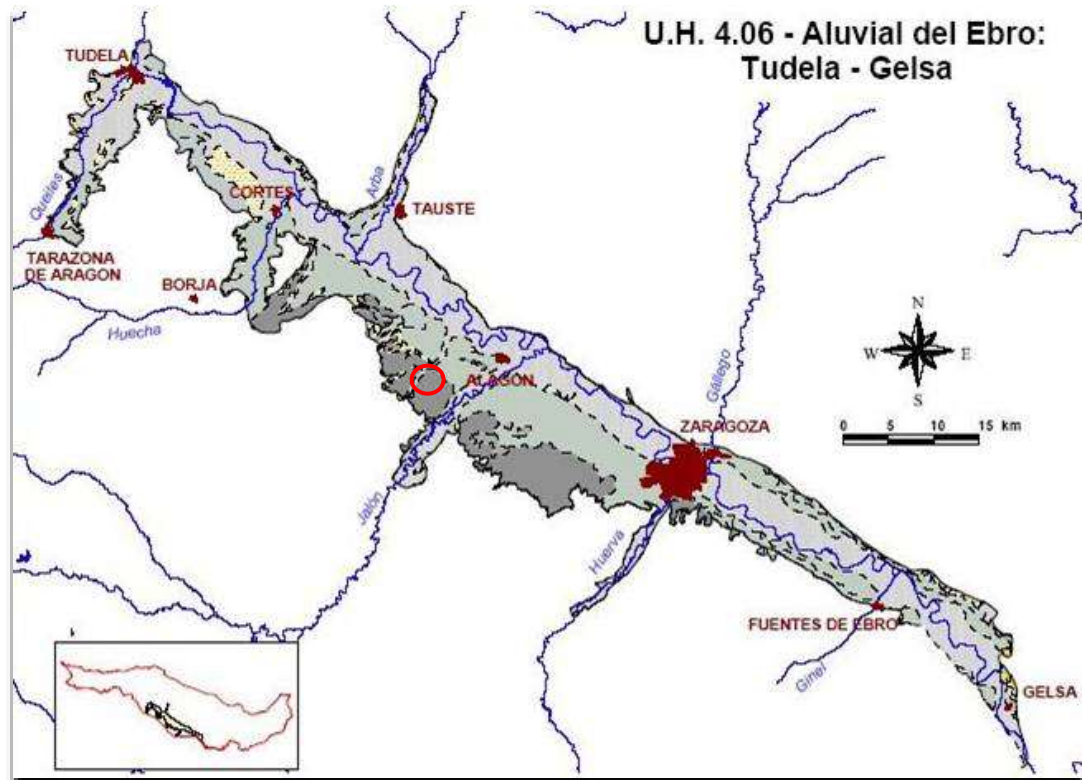 U.H. 4.06 - Aluvial del Ebro:
Tudela - Gelsa
TUDELA
Queiles
CORTES
Arba
TAUSTE
TARAZONA
DE ARAGON
BORJA
Huecha
ALAGON
Jalón
Gállego
ZARAGOZA
Huerva
N
W
E
S
0 5 10 15 km
FUENTES DE EBRO
Ginel
GELSA